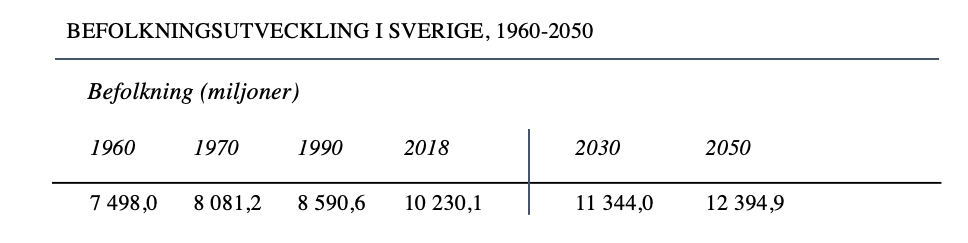 BEFOLKNINGSUTVECKLING I SVERIGE, 1960-2050
Befolkning (miljoner)
1960 1970 1990 2018 2030 2050
7 498,0 8 081,2 8 590,6 10 230,1 11 344,0 12 394,9